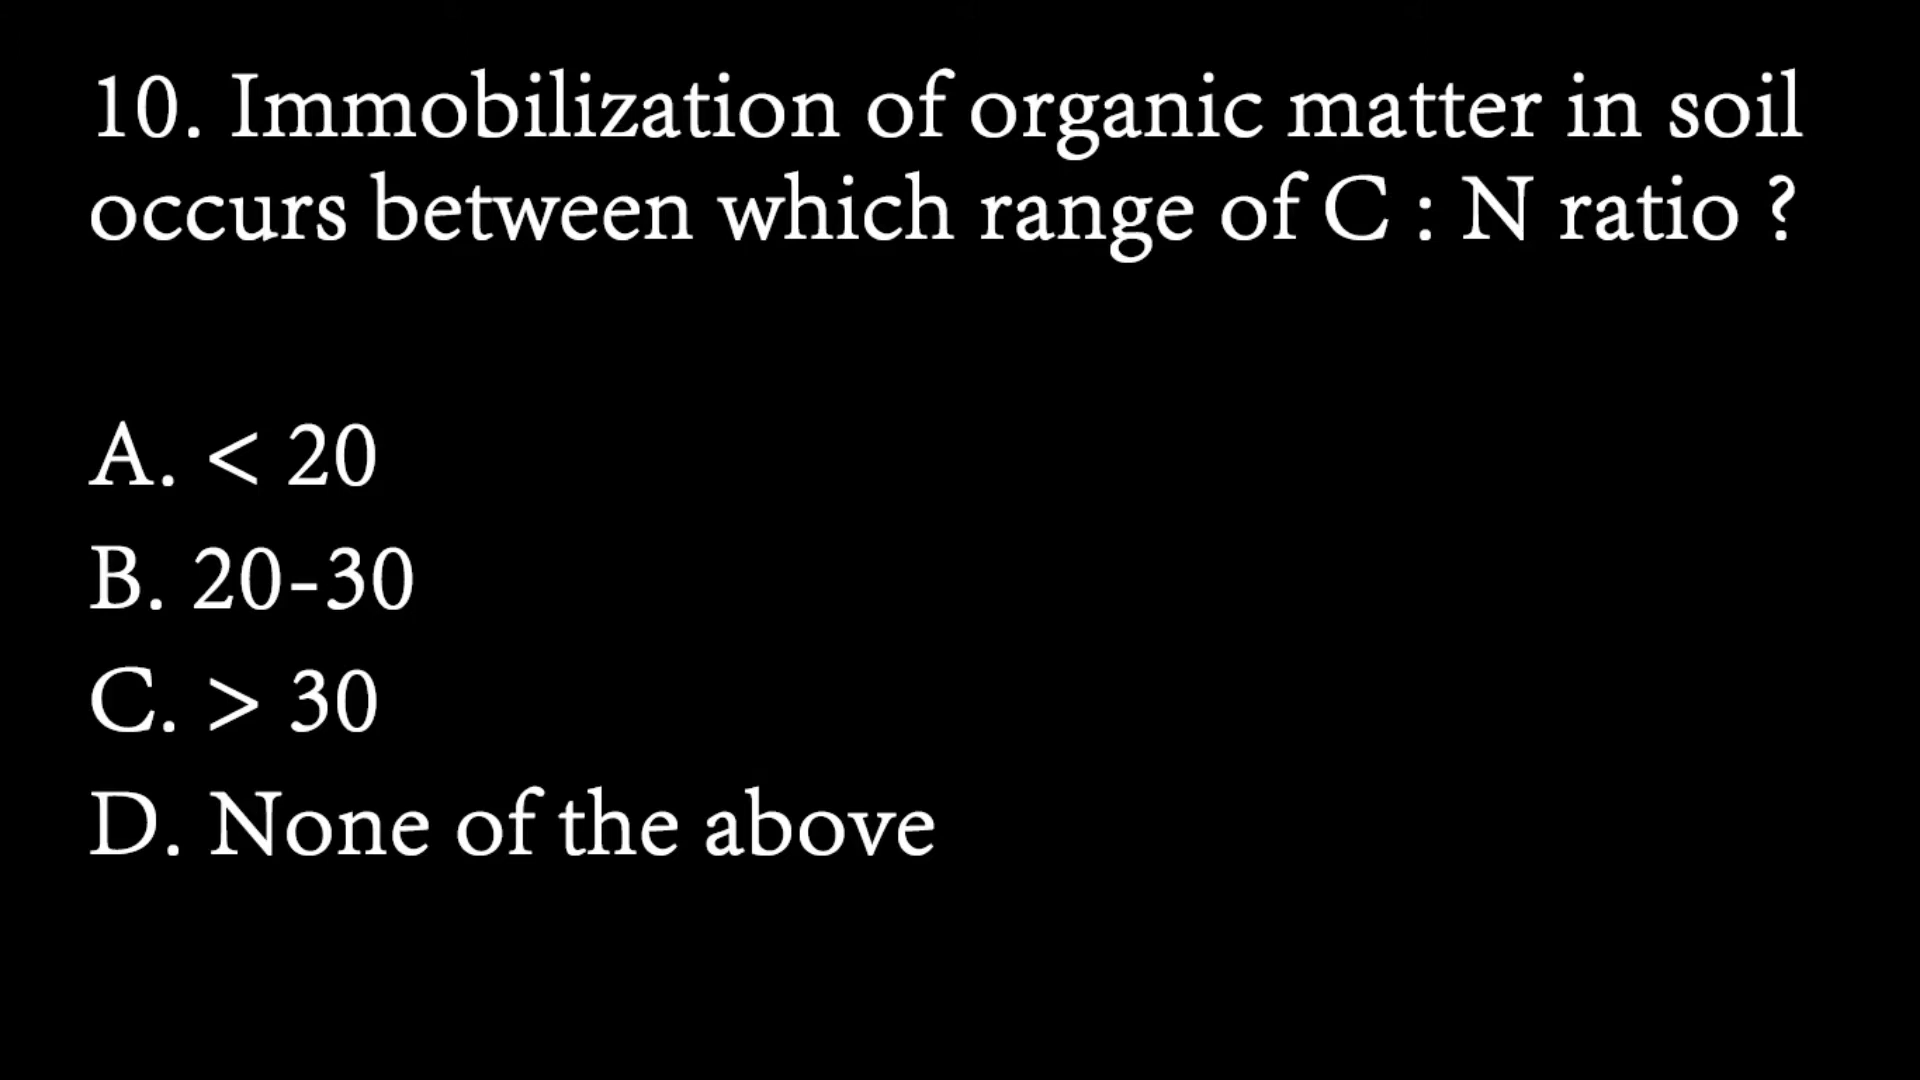 10. Immobilization of organic matter in soil
occurs between which range of C : N ratio ?
A. < 20
B. 20-30
C. > 30
D. None of the above